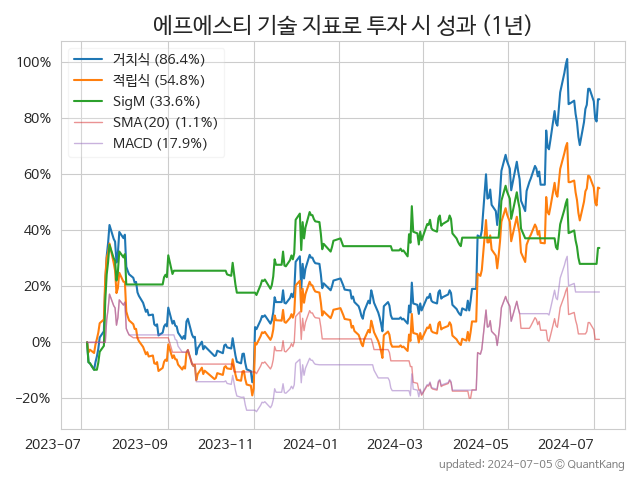 에프에스티 기술 지표로 투자 시 성과 (1년)
거치식 (86.4%)
적립식 (54.8%)
SigM (33.6%)
SMA(20) (1.1%)
MACD (17.9%)
100%
80%
60%
40%
20%
0%
−20%
2023-07
2023-09
2023-11
2024-01
2024-03
2024-05
2024-07
updated: 2024-07-05 © QuantKang